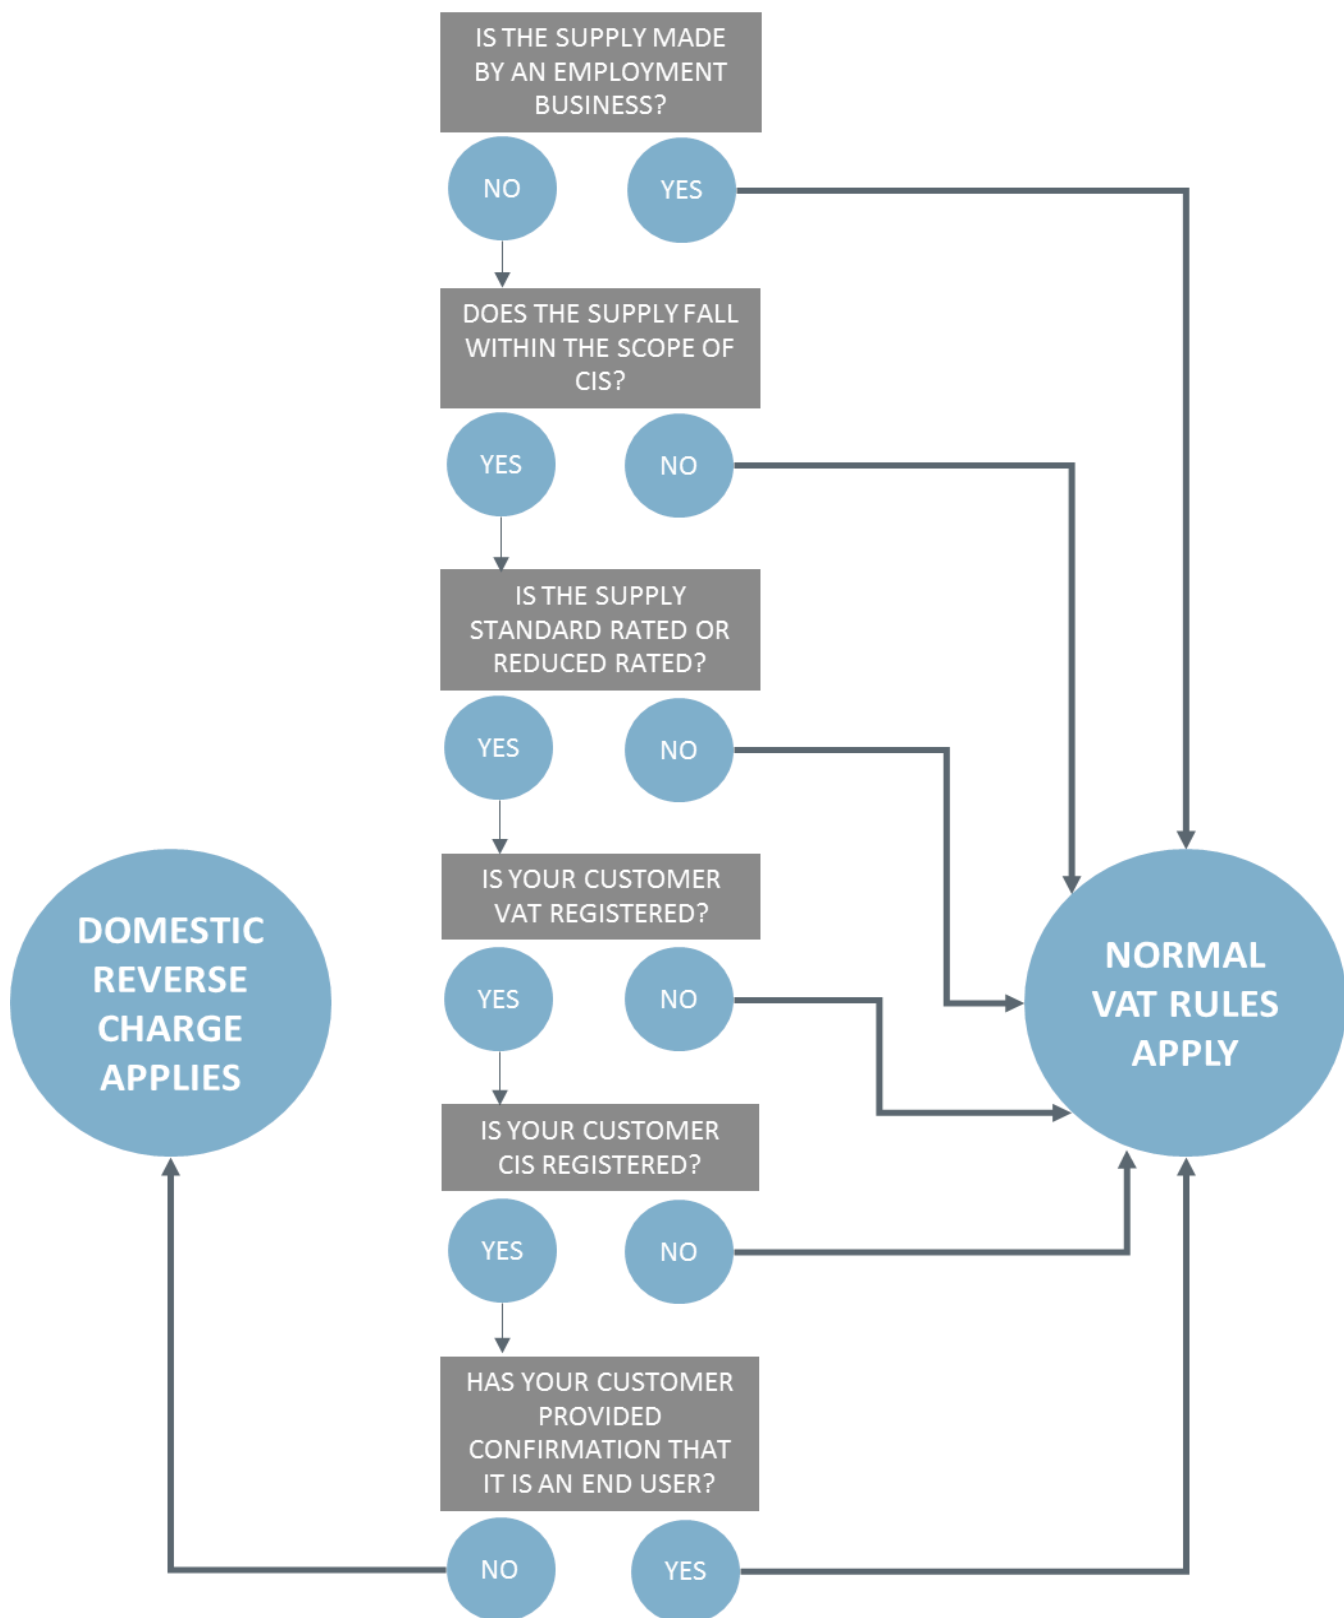 IS THE SUPPLY MADE
BY AN EMPLOYMENT
BUSINESS?
NO
YES
DOES THE SUPPLY FALL
WITHIN THE SCOPE OF
CIS?
YES
NO
IS THE SUPPLY
STANDARD RATED OR
REDUCED RATED?
YES
NO
IS YOUR CUSTOMER
VAT REGISTERED?
YES
NO
DOMESTIC
REVERSE
CHARGE
APPLIES
NORMAL
VAT RULES
APPLY
IS YOUR CUSTOMER
CIS REGISTERED?
YES
NO
HAS YOUR CUSTOMER
PROVIDED
CONFIRMATION THAT
IT IS AN END USER?
NO
YES